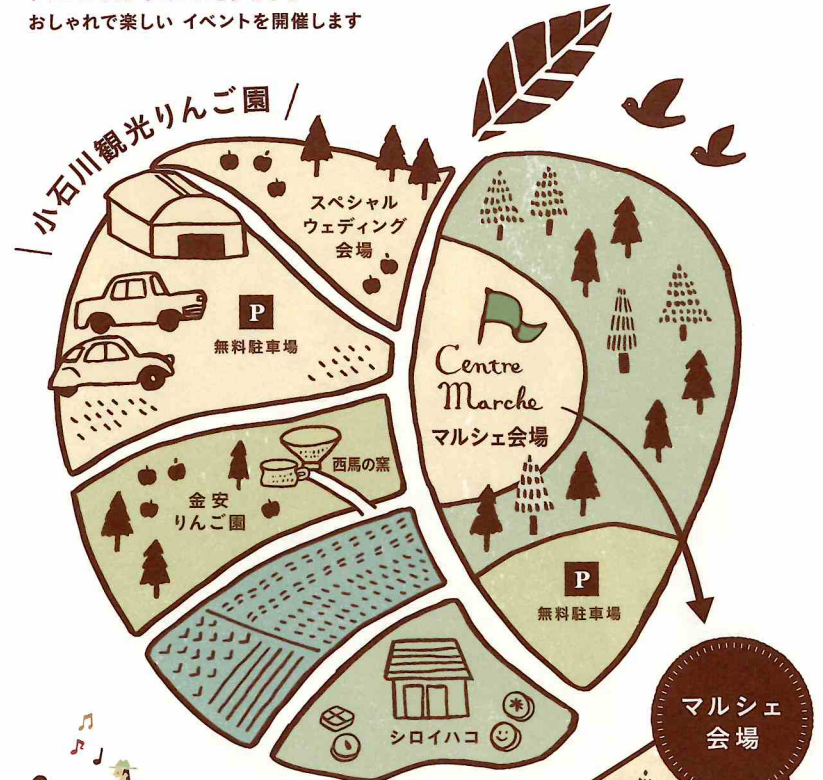 おしゃれで楽しい イベントを開催します
小石川観光りんご園
スペシャル
ウェディング
会場
P
無料駐車場
Centre
Marche
マルシェ会場
西馬の窯
金安
りんご園
P
無料駐車場
シロイハコ
マルシェ
会場